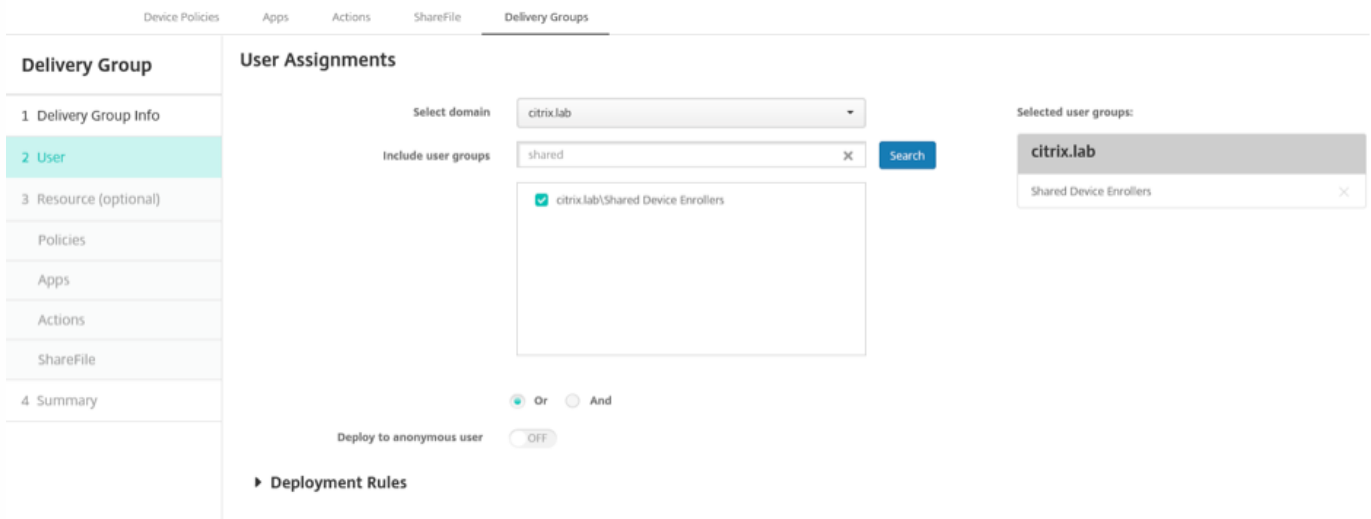 Device Policies Apps Actions ShareFile Delivery Groups
Delivery Group
1 Delivery Group Info
2 User
3 Resource (optional)
Policies
Apps
Actions
ShareFile
4 Summary
User Assignments
Select domain citrix.lab
Include user groups shared Search
citrix.lab\Shared Device Enrollers
Or And
Deploy to anonymous user OFF
Deployment Rules
Selected user groups:
citrix.lab
Shared Device Enrollers